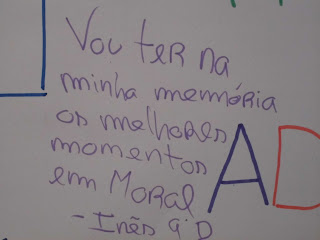 Vou ter na
minha memória
os melhores
momentos
em Moral
- Inês 9ºD
AD